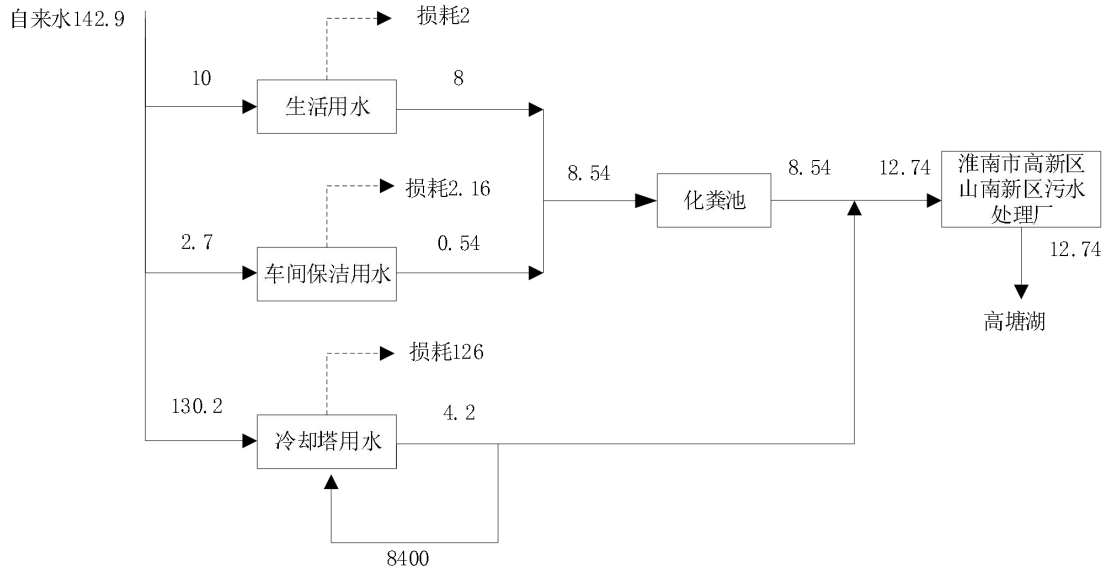 自来水142.9
损耗2
10
生活用水
8
损耗2.16
2.7
车间保洁用水
0.54
8.54
化粪池
8.54
12.74
淮南市高新区
山南新区污水
处理厂
12.74
高塘湖
损耗126
130.2
冷却塔用水
4.2
8400